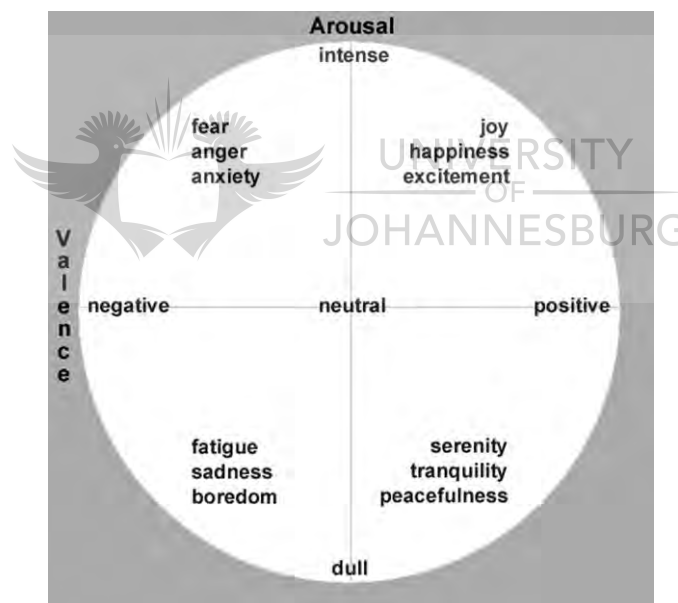 Arousal
intense
fear
anger
anxiety
joy
happiness
excitement
UNIVERSITY
OF
JOHANNESBURG
Valence
negative
neutral
positive
fatigue
sadness
boredom
serenity
tranquility
peacefulness
dull